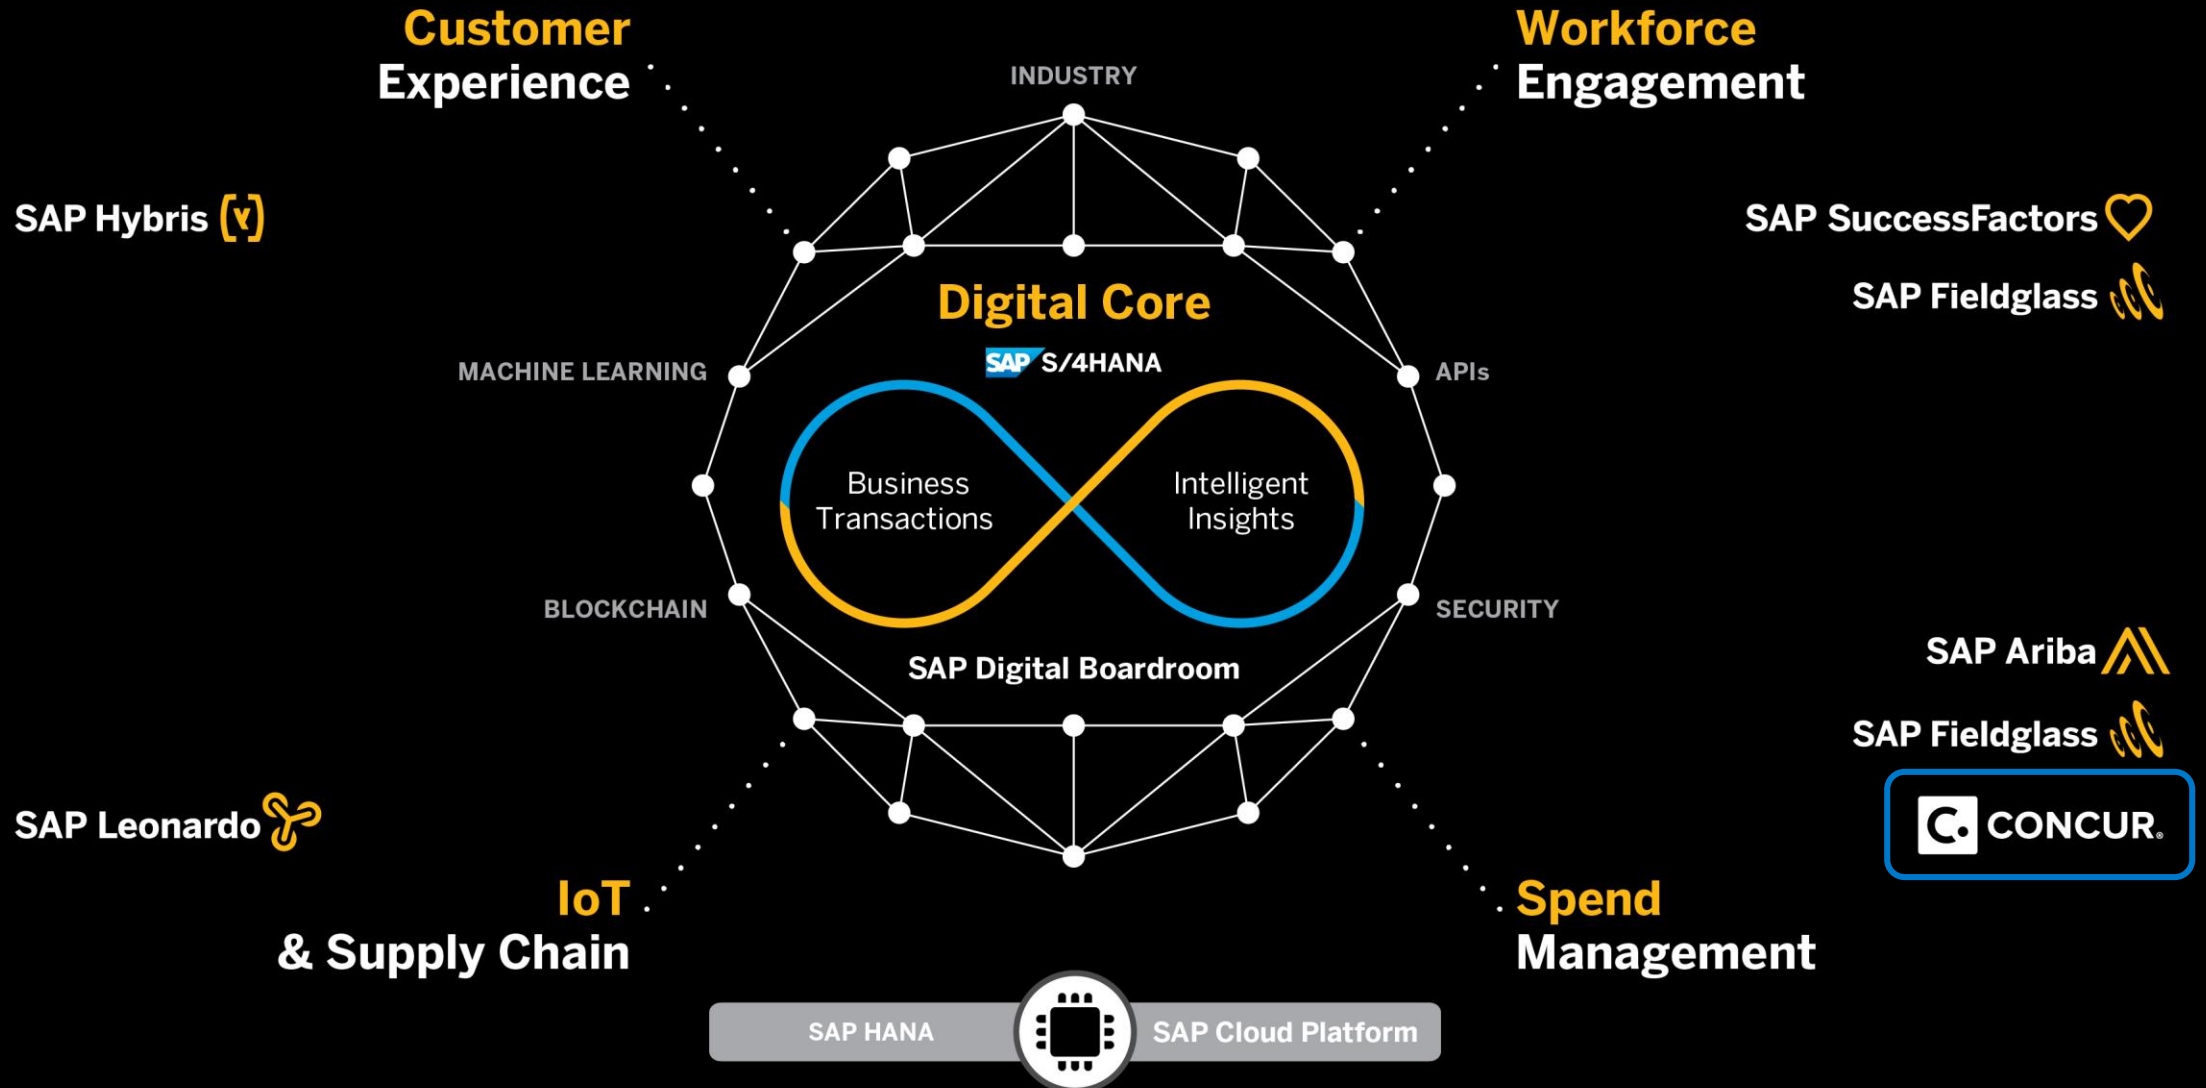 Customer
Experience
INDUSTRY
Workforce
Engagement
SAP Hybris
SAP SuccessFactors
SAP Fieldglass
Digital Core
SAP S/4HANA
MACHINE LEARNING
APIs
Business
Transactions
Intelligent
Insights
BLOCKCHAIN
SECURITY
SAP Digital Boardroom
SAP Ariba
SAP Fieldglass
SAP Leonardo
C. CONCUR®
IoT
& Supply Chain
Spend
Management
SAP HANA
SAP Cloud Platform